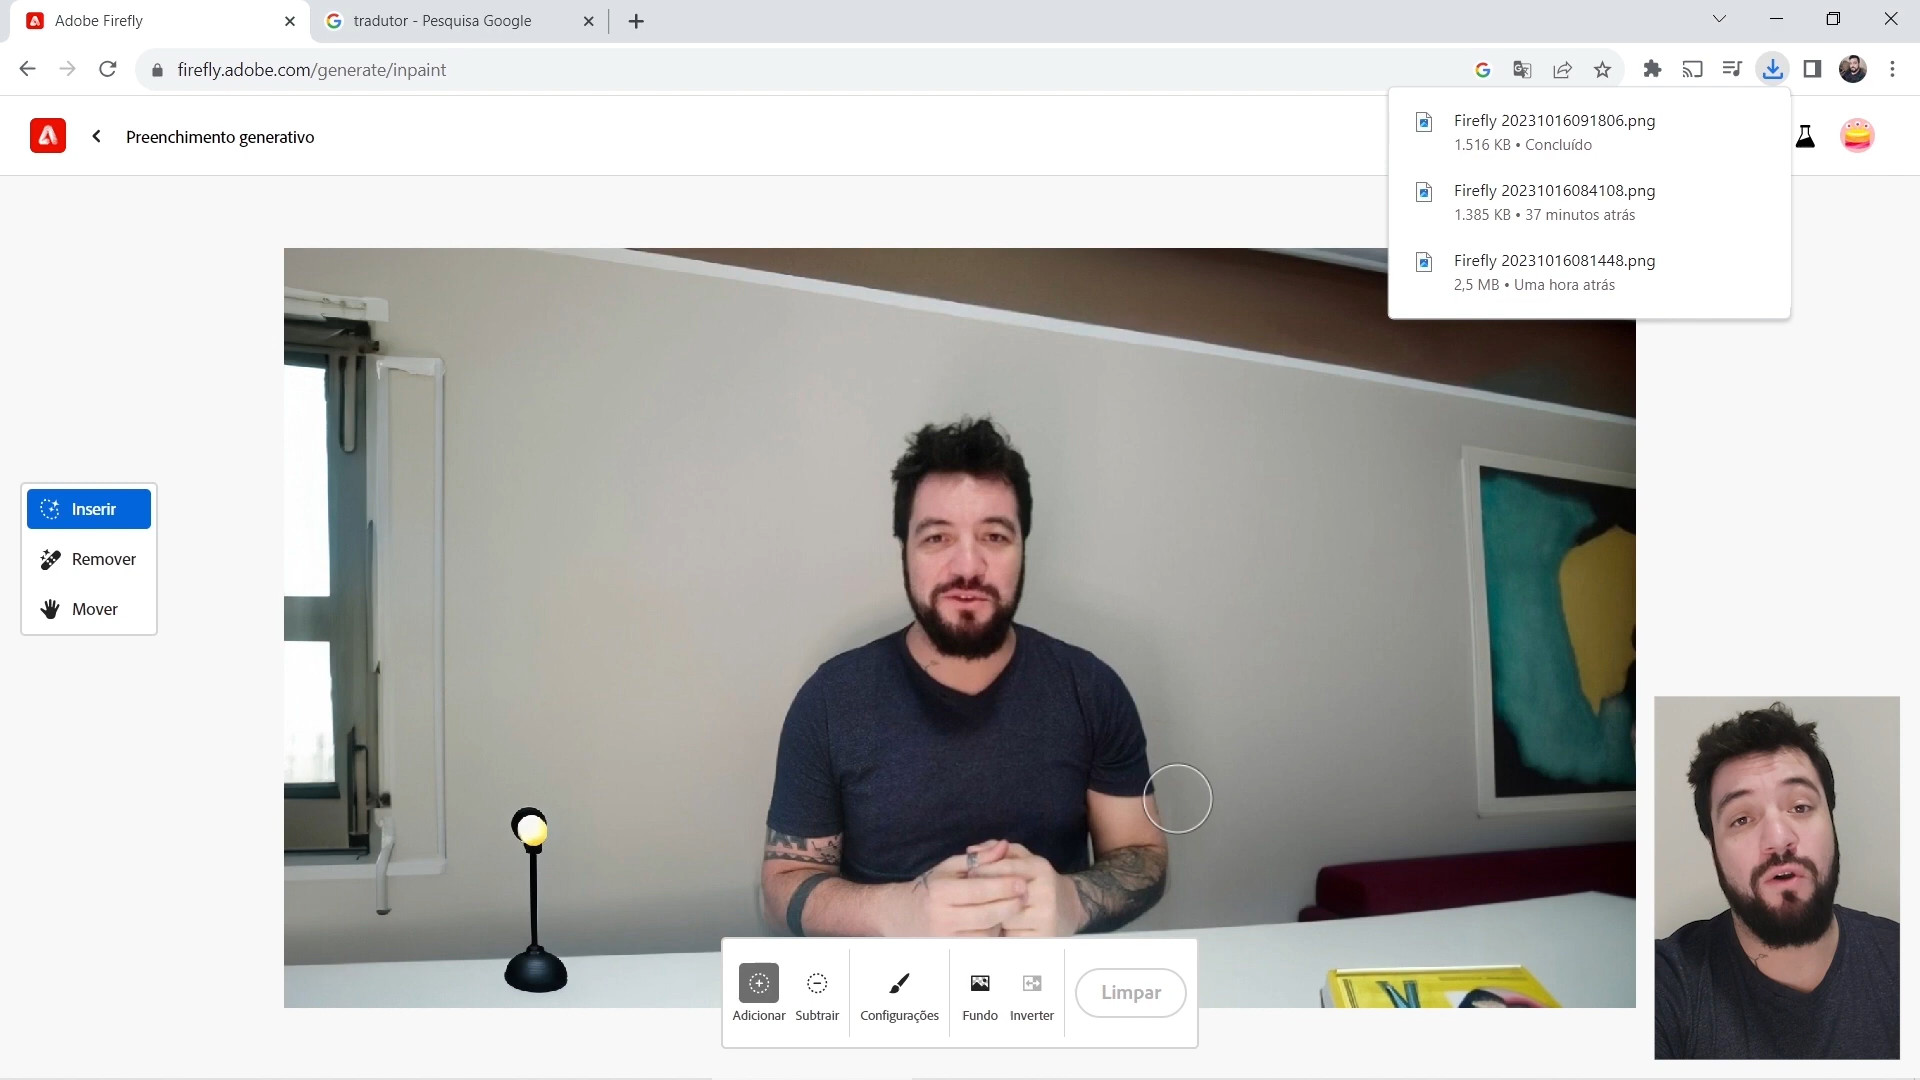 Adobe Firefly
tradutor - Pesquisa Google
firefly.adobe.com/generate/inpaint
Preenchimento generativo
Firefly 20231016091806.png
1.516 KB • Concluído
Firefly 20231016084108.png
1.385 KB • 37 minutos atrás
Firefly 20231016081448.png
2,5 MB • Uma hora atrás
Inserir
Remover
Mover
Adicionar
Subtrair
Configurações
Fundo
Inverter
Limpar